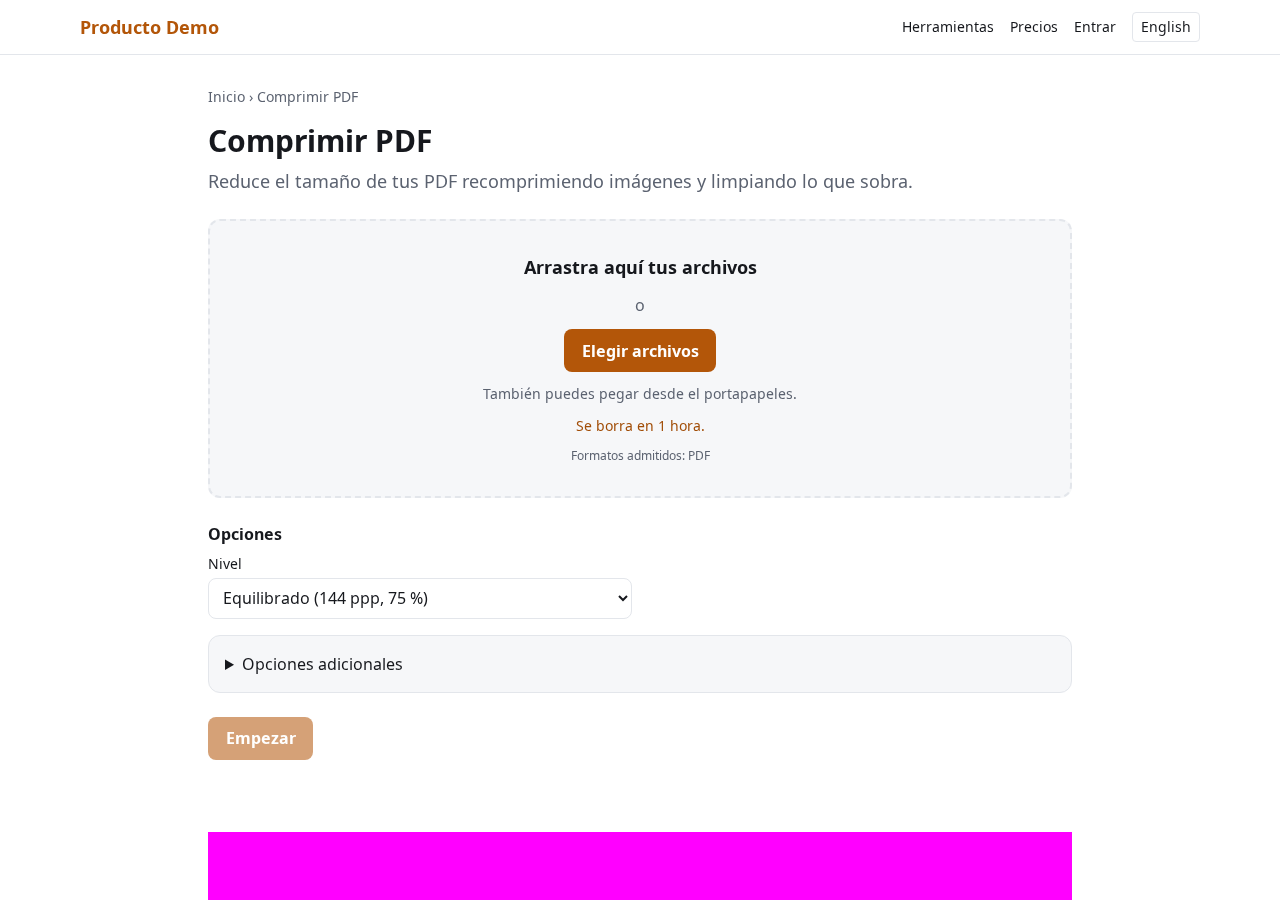 Producto Demo
Herramientas
Precios
Entrar
English
Inicio › Comprimir PDF
Comprimir PDF
Reduce el tamaño de tus PDF recomprimiendo imágenes y limpiando lo que sobra.
Arrastra aquí tus archivos
o
Elegir archivos
También puedes pegar desde el portapapeles.
Se borra en 1 hora.
Formatos admitidos: PDF
Opciones
Nivel
Equilibrado (144 ppp, 75 %)
Opciones adicionales
Empezar